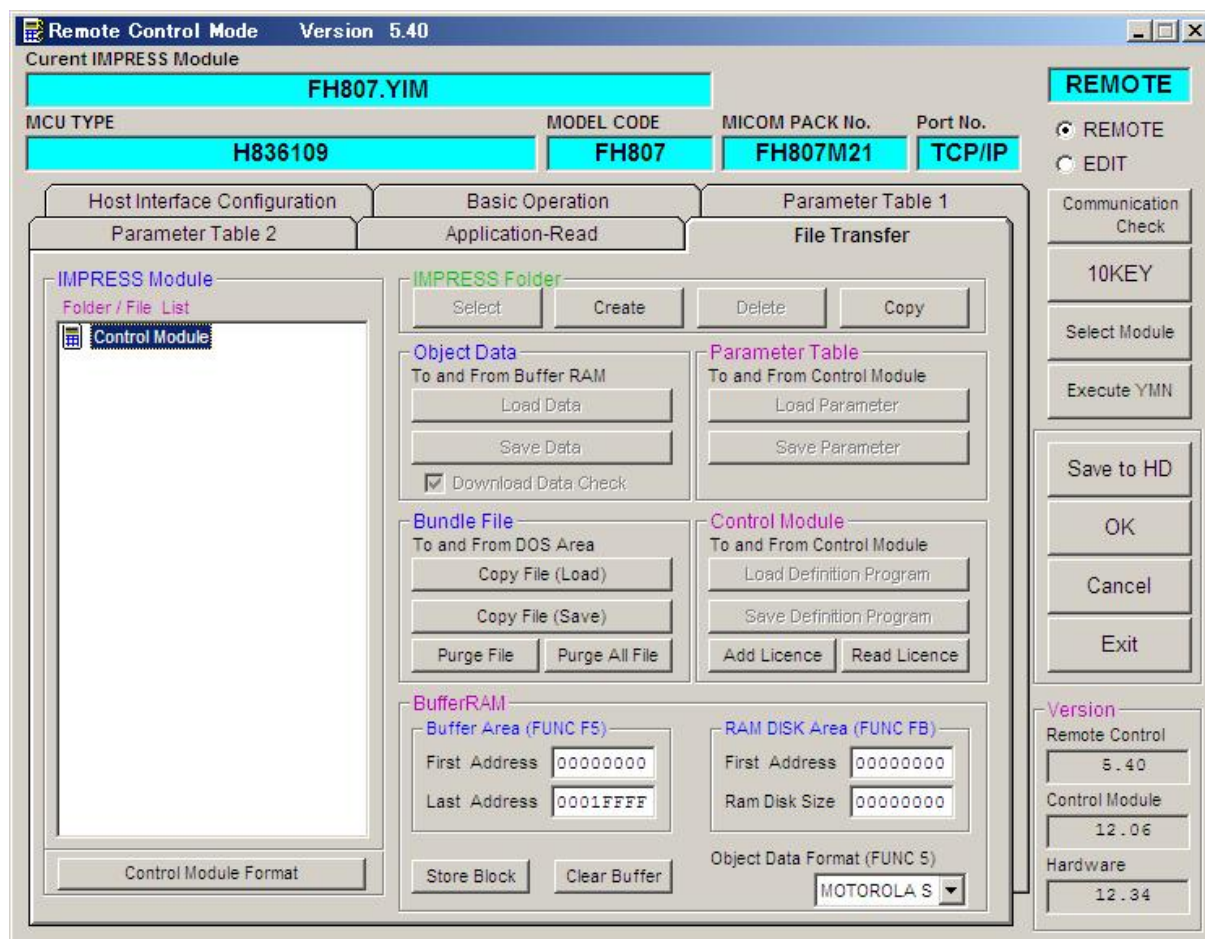 Remote Control Mode Version 5.40
Curent IMPRESS Module
FH807.YIM
REMOTE
MCU TYPE MODEL CODE MICOM PACK No. Port No.
H836109 FH807 FH807M21 TCP/IP
REMOTE
EDIT
Host Interface Configuration Basic Operation Parameter Table 1
Parameter Table 2 Application-Read File Transfer
Communication
Check
10KEY
Select Module
Execute YMN
Save to HD
OK
Cancel
Exit
IMPRESS Module
Folder / File List
Control Module
Control Module Format
IMPRESS Folder
Select Create Delete Copy
Object Data
To and From Buffer RAM
Load Data
Save Data
Download Data Check
Parameter Table
To and From Control Module
Load Parameter
Save Parameter
Bundle File
To and From DOS Area
Copy File (Load)
Copy File (Save)
Purge File Purge All File
Control Module
To and From Control Module
Load Definition Program
Save Definition Program
Add Licence Read Licence
BufferRAM
Buffer Area (FUNC F5)
First Address 00000000
Last Address 0001FFFF
RAM DISK Area (FUNC FB)
First Address 00000000
Ram Disk Size 00000000
Store Block Clear Buffer
Object Data Format (FUNC 5)
MOTOROLA S
Version
Remote Control
5.40
Control Module
12.06
Hardware
12.34